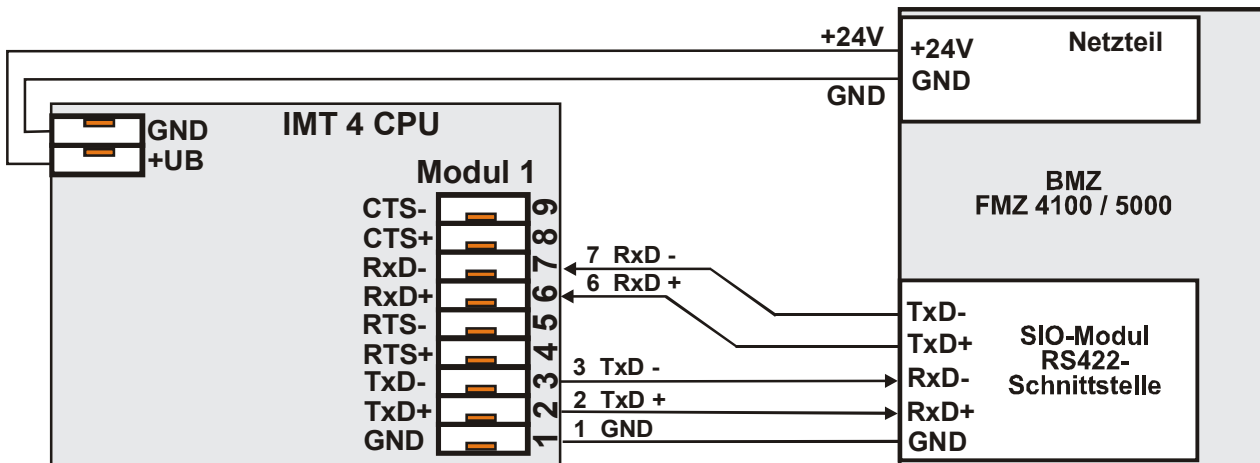 +24V
GND
+24V
GND
Netzteil
BMZ
FMZ 4100 / 5000
GND
+UB
IMT 4 CPU
Modul 1
CTS- 9
CTS+ 8
RxD- 7
RxD+ 6
RTS- 5
RTS+ 4
TxD- 3
TxD+ 2
GND 1
7 RxD -
6 RxD +
3 TxD -
2 TxD +
1 GND
TxD-
TxD+
RxD-
RxD+
GND
SIO-Modul
RS422-
Schnittstelle